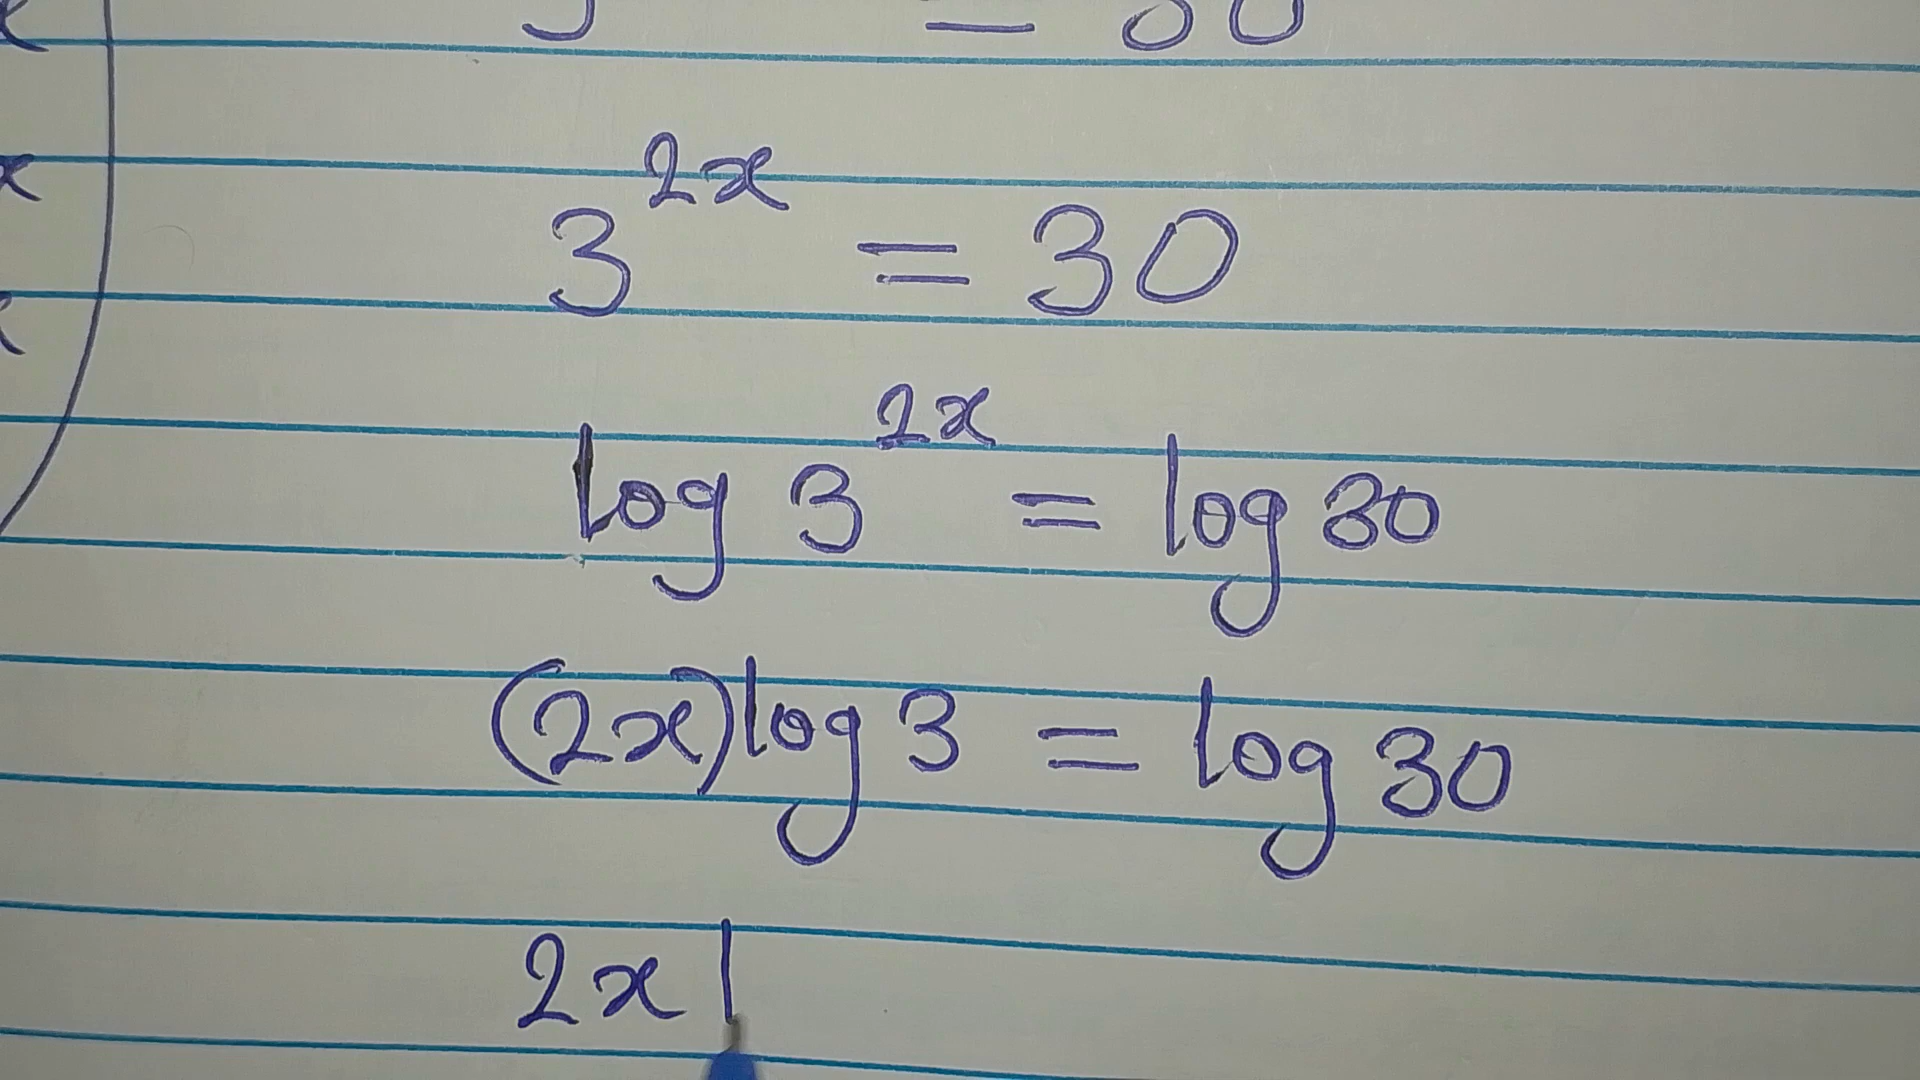 3^{2x} = 30
log 3^{2x} = log 30
(2x) log 3 = log 30
2x l